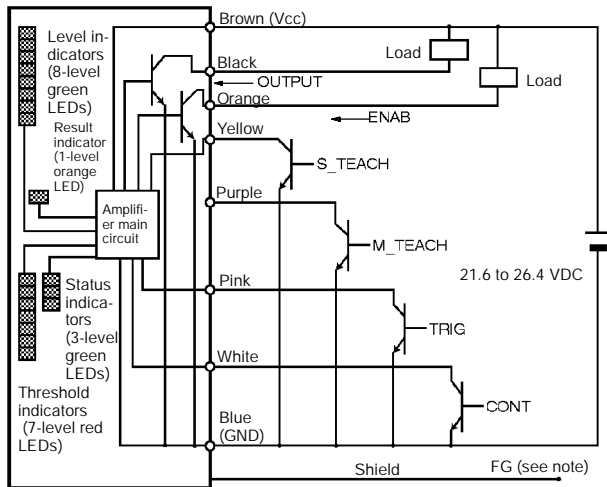 Brown (Vcc)
Level in-
dicators
(8-level
green
LEDs)
Load
Black
OUTPUT
Load
Orange
ENAB
Result
indicator
(1-level
orange
LED)
Yellow
S_TEACH
Purple
Amplifi-
er main
circuit
M_TEACH
21.6 to 26.4 VDC
Pink
Status
indica-
tors
(3-level
green
LEDs)
TRIG
White
Threshold
indicators
(7-level red
LEDs)
CONT
Blue
(GND)
Shield
FG (see note)